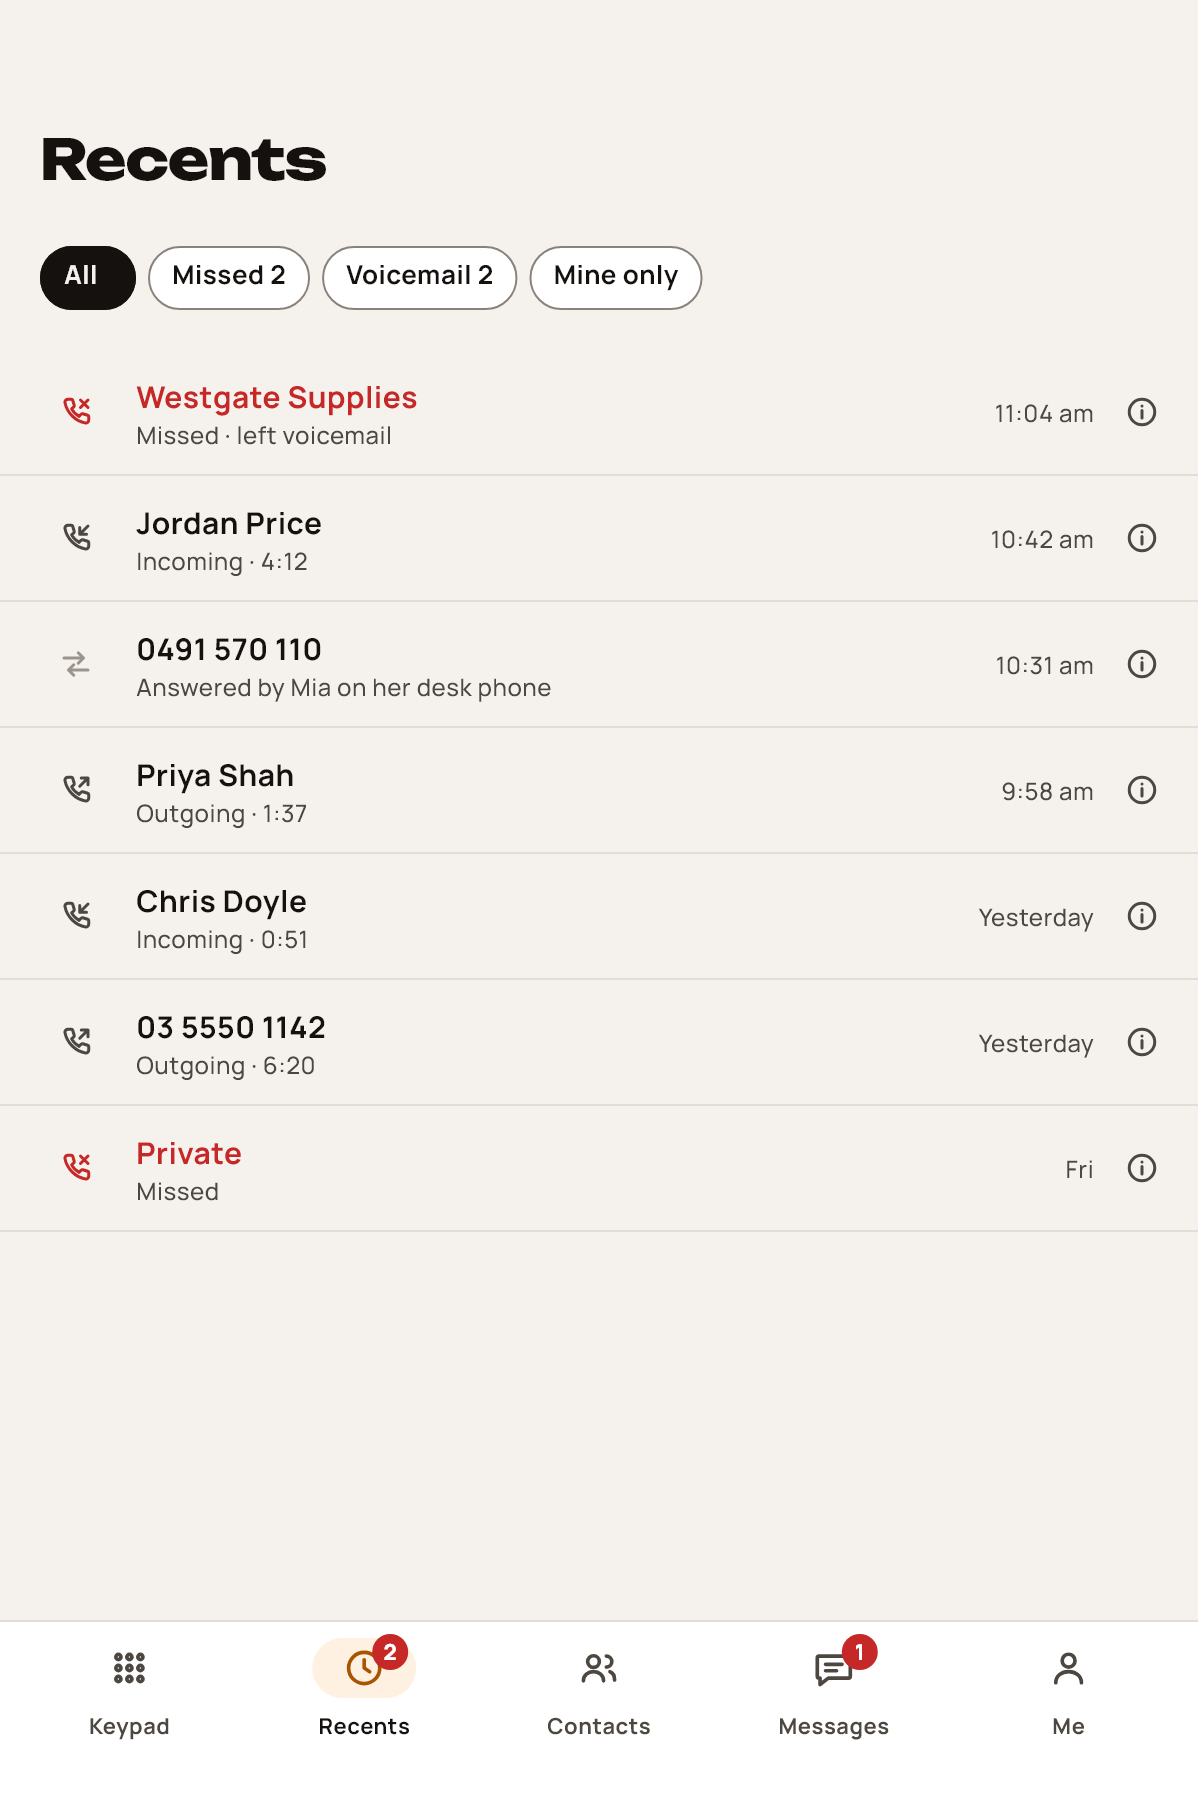 Recents
All
Missed 2
Voicemail 2
Mine only
Westgate Supplies
Missed · left voicemail
11:04 am
Jordan Price
Incoming · 4:12
10:42 am
0491 570 110
Answered by Mia on her desk phone
10:31 am
Priya Shah
Outgoing · 1:37
9:58 am
Chris Doyle
Incoming · 0:51
Yesterday
03 5550 1142
Outgoing · 6:20
Yesterday
Private
Missed
Fri
Keypad
2
Recents
Contacts
1
Messages
Me